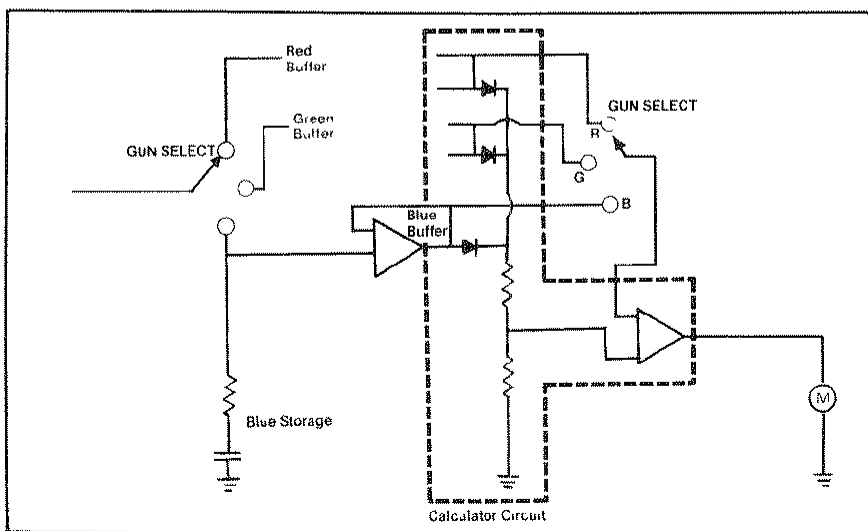 Red
Buffer
Green
Buffer
GUN SELECT
GUN SELECT
R
G
B
Blue
Buffer
M
Blue Storage
Calculator Circuit